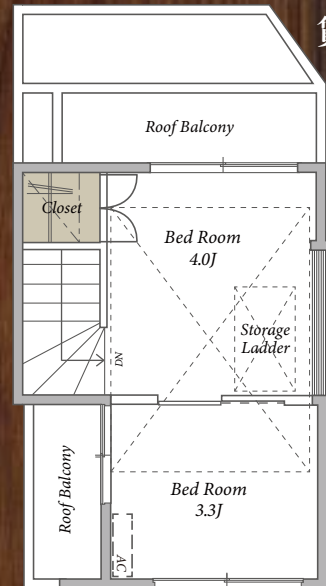 Roof Balcony
Closet
Bed Room
4.0J
Storage
Ladder
DN
Roof Balcony
Bed Room
3.3J
AC